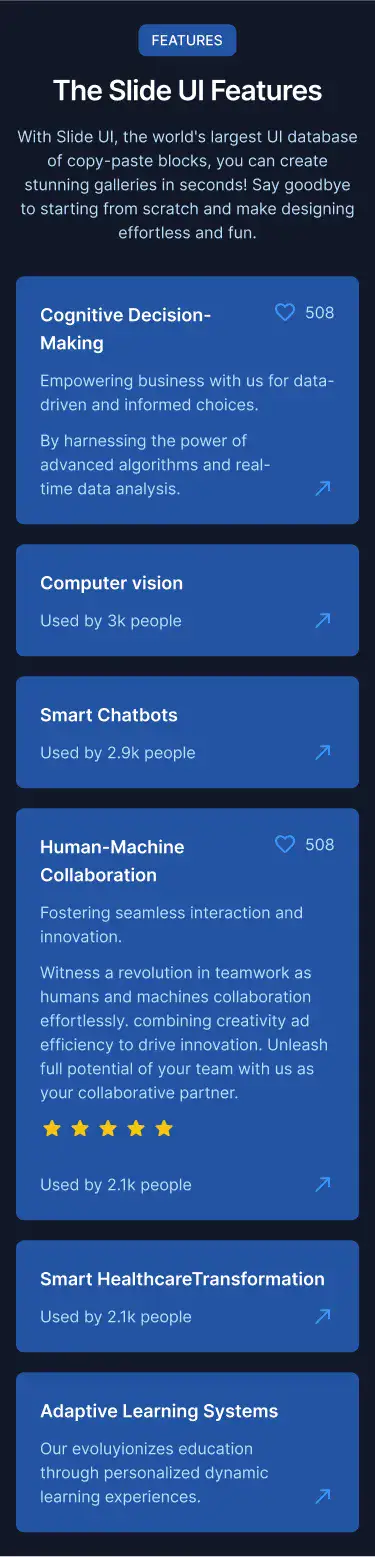 FEATURES
The Slide UI Features
With Slide UI, the world's largest UI database
of copy-paste blocks, you can create
stunning galleries in seconds! Say goodbye
to starting from scratch and make designing
effortless and fun.
Cognitive Decision-
Making
508
Empowering business with us for data-
driven and informed choices.
By harnessing the power of
advanced algorithms and real-
time data analysis.
Computer vision
Used by 3k people
Smart Chatbots
Used by 2.9k people
Human-Machine
Collaboration
508
Fostering seamless interaction and
innovation.
Witness a revolution in teamwork as
humans and machines collaboration
effortlessly. combining creativity ad
efficiency to drive innovation. Unleash
full potential of your team with us as
your collaborative partner.
Used by 2.1k people
Smart HealthcareTransformation
Used by 2.1k people
Adaptive Learning Systems
Our evoluyionizes education
through personalized dynamic
learning experiences.